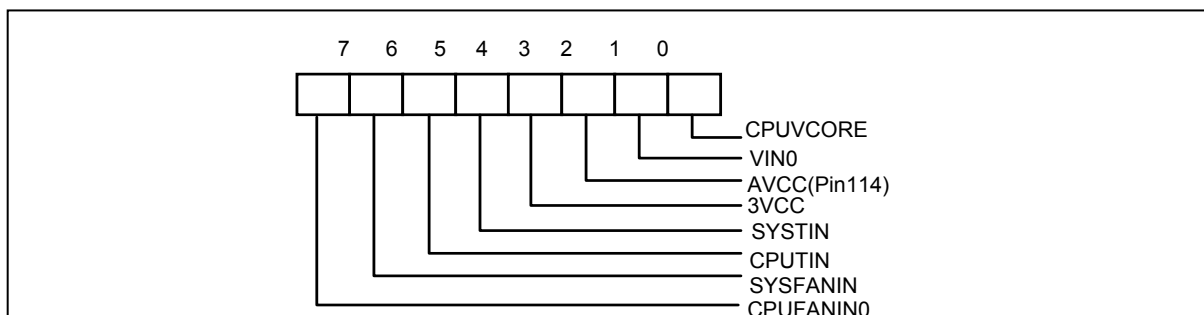 7 6 5 4 3 2 1 0
CPUVCORE
VIN0
AVCC(Pin114)
3VCC
SYSTIN
CPUTIN
SYSFANIN
CPUFANIN0